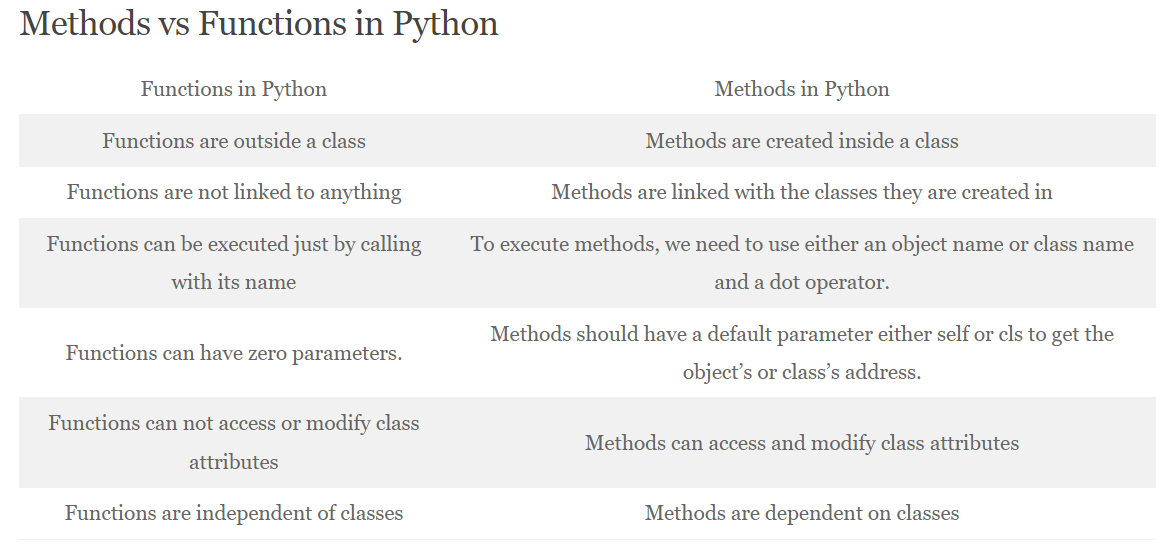 Methods vs Functions in Python
Functions in Python
Methods in Python
Functions are outside a class
Methods are created inside a class
Functions are not linked to anything
Methods are linked with the classes they are created in
Functions can be executed just by calling
with its name
To execute methods, we need to use either an object name or class name
and a dot operator.
Functions can have zero parameters.
Methods should have a default parameter either self or cls to get the
object’s or class’s address.
Functions can not access or modify class
attributes
Methods can access and modify class attributes
Functions are independent of classes
Methods are dependent on classes